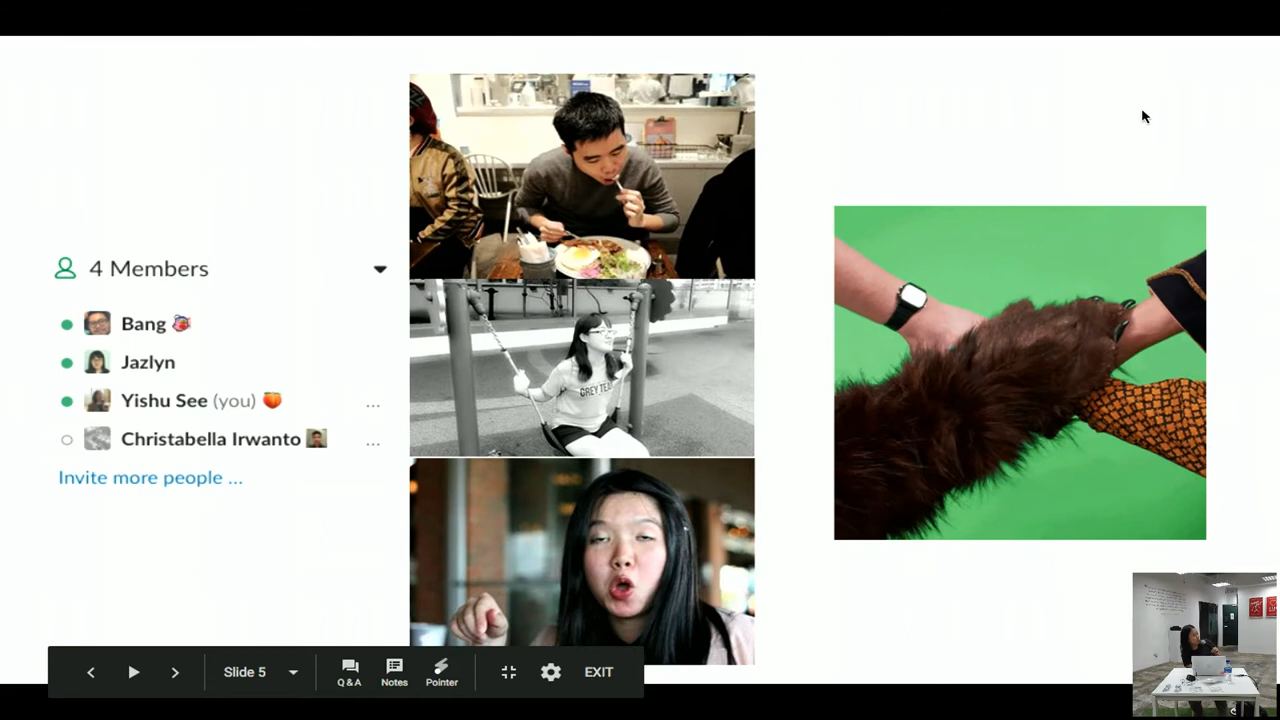 4 Members
Bang
Jazlyn
Yishu See (you)
...
Christabella Irwanto
...
Invite more people ...
GREY TEA
Slide 5
Q & A
Notes
Pointer
EXIT